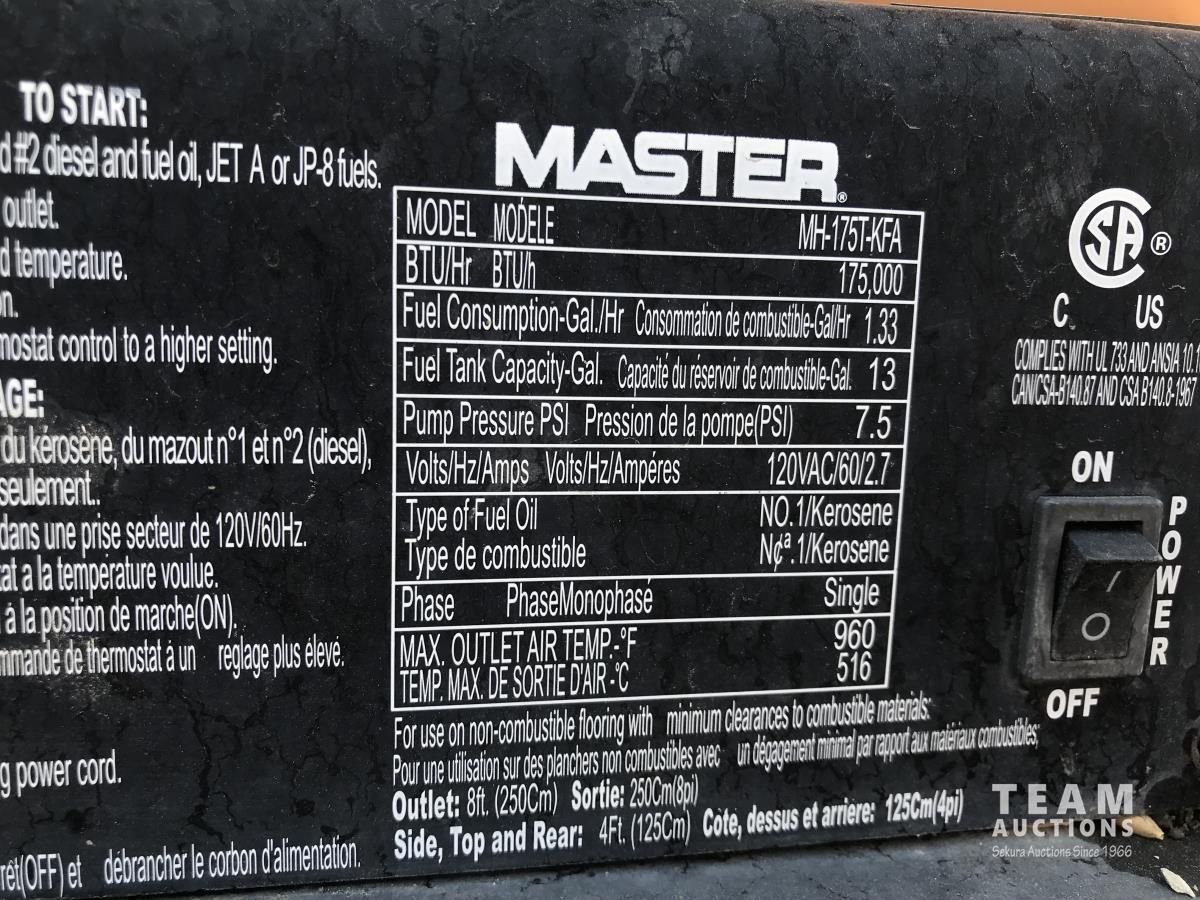 TO START:
d #2 diesel and fuel oil, JET A or JP-8 fuels.
outlet.
d temperature.
n.
mostat control to a higher setting.
AGE:
du kérosène, du mazout n°1 et n°2 (diesel),
seulement..
dans une prise secteur de 120V/60Hz.
tat a la température voulue.
á la position de marche(ON).
mmande de thermostat á un réglage plus élevé.
g power cord.
rêt(OFF) et débrancher le corbon d'alimentation.
MASTER®
MODEL MODÉLE MH-175T-KFA
BTU/Hr BTU/h 175,000
Fuel Consumption-Gal./Hr Consommation de combustible-Gal/Hr 1.33
Fuel Tank Capacity-Gal. Capacité du réservoir de combustible-Gal. 13
Pump Pressure PSI Pression de la pompe(PSI) 7.5
Volts/Hz/Amps Volts/Hz/Ampéres 120VAC/60/2.7
Type of Fuel Oil NO.1/Kerosene
Type de combustible N¢ª.1/Kerosene
Phase PhaseMonophasé Single
MAX. OUTLET AIR TEMP.-°F 960
TEMP. MAX. DE SORTIE D'AIR -°C 516
For use on non-combustible flooring with minimum clearances to combustible materials:
Pour une utilisation sur des planchers non combustibles avec un dégagement minimal par rapport aux matériaux combustibles;
Outlet: 8ft. (250Cm) Sortie: 250Cm(8pi)
Side, Top and Rear: 4Ft. (125Cm) Côte, dessus et arriére: 125Cm(4pi)
SA ®
C US
COMPLIES WITH UL 733 AND ANSI A 10.1
CAN/CSA-B140.87 AND CSA B140.8-1967
ON
POWER
OFF
TEAM
AUCTIONS
Sekura Auctions Since 1966